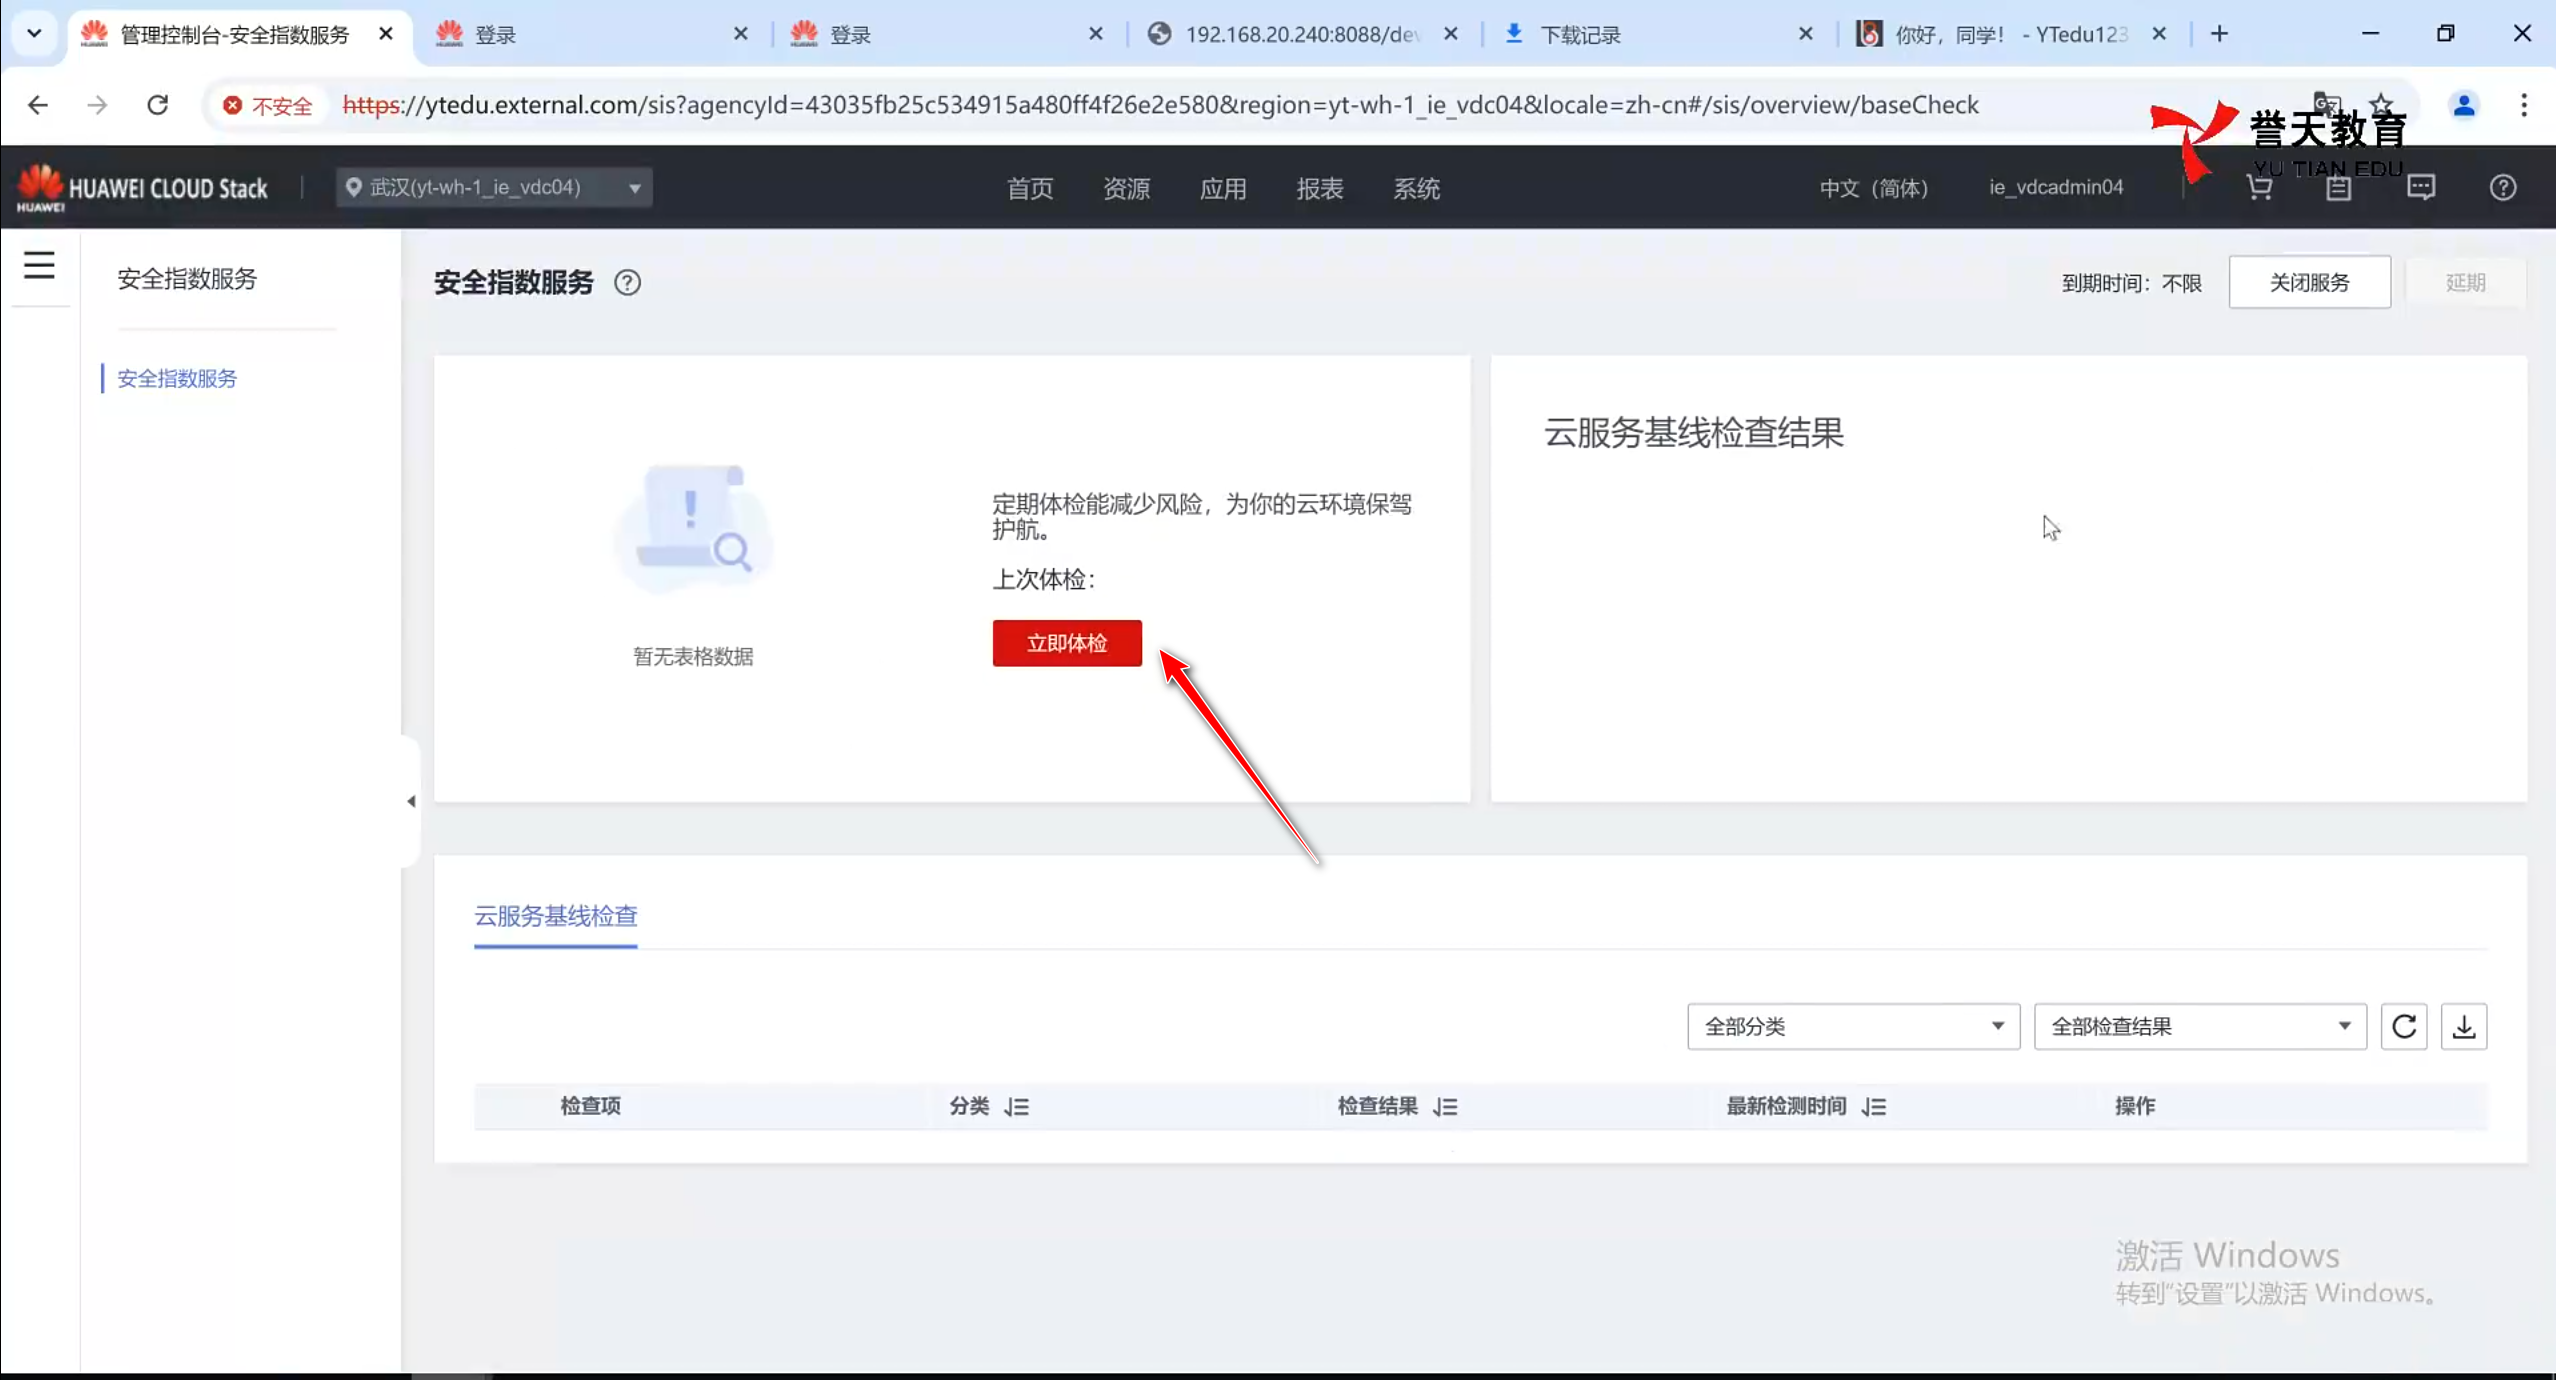 管理控制台-安全指数服务
登录
登录
192.168.20.240:8088/dev
下载记录
你好，同学！ - YTedu123
不安全
https://ytedu.external.com/sis?agencyId=43035fb25c534915a480ff4f26e2e580&region=yt-wh-1_ie_vdc04&locale=zh-cn#/sis/overview/baseCheck
誉天教育
YU TIAN EDU
HUAWEI
HUAWEI CLOUD Stack
武汉(yt-wh-1_ie_vdc04)
首页
资源
应用
报表
系统
中文（简体）
ie_vdcadmin04
安全指数服务
安全指数服务
安全指数服务
到期时间：不限
关闭服务
延期
定期体检能减少风险，为你的云环境保驾
护航。
上次体检：
立即体检
暂无表格数据
云服务基线检查结果
云服务基线检查
全部分类
全部检查结果
检查项
分类
检查结果
最新检测时间
操作
激活 Windows
转到"设置"以激活 Windows。